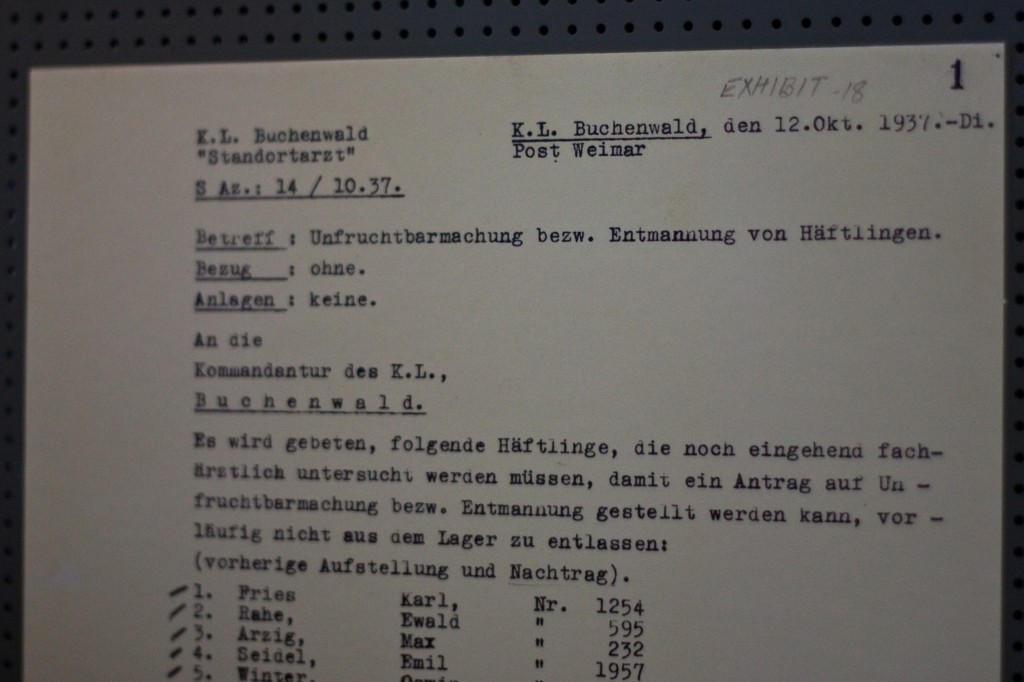 EXHIBIT -18
1
K.L. Buchenwald
"Standortarzt"
K.L. Buchenwald, den 12.Okt. 1937.-Di.
Post Weimar
S Az.: 14 / 10.37.
Betreff : Unfruchtbarmachung bezw. Entmannung von Häftlingen.
Bezug : ohne.
Anlagen : keine.
An die
Kommandantur des K.L.,
B u c h e n w a l d.
Es wird gebeten, folgende Häftlinge, die noch eingehend fach-
ärztlich untersucht werden müssen, damit ein Antrag auf Un -
fruchtbarmachung bezw. Entmannung gestellt werden kann, vor -
läufig nicht aus dem Lager zu entlassen:
(vorherige Aufstellung und Nachtrag).
1. Fries Karl, Nr. 1254
2. Rahe, Ewald " 595
3. Arzig, Max " 232
4. Seidel, Emil " 1957
5. Winter,